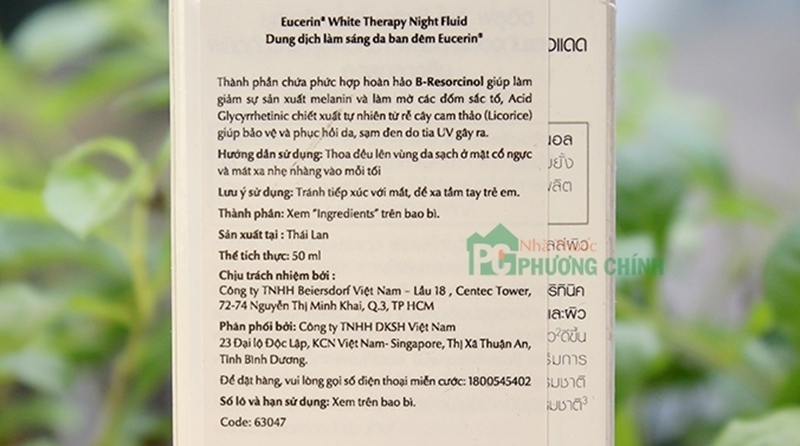 Eucerin® White Therapy Night Fluid
Dung dịch làm sáng da ban đêm Eucerin®
Thành phần chứa phức hợp hoàn hảo B-Resorcinol giúp làm
giảm sự sản xuất melanin và làm mờ các đốm sắc tố, Acid
Glycyrrhetinic chiết xuất tự nhiên từ rễ cây cam thảo (Licorice)
giúp bảo vệ và phục hồi da, sạm đen do tia UV gây ra.
Hướng dẫn sử dụng: Thoa đều lên vùng da sạch ở mặt cổ ngực
và mát xa nhẹ nhàng vào mỗi tối
Lưu ý sử dụng: Tránh tiếp xúc với mắt, để xa tầm tay trẻ em.
Thành phần: Xem "Ingredients" trên bao bì.
Sản xuất tại : Thái Lan
Thể tích thực: 50 ml
Chịu trách nhiệm bởi :
Công ty TNHH Beiersdorf Việt Nam – Lầu 18 , Centec Tower,
72-74 Nguyễn Thị Minh Khai, Q.3, TP HCM
Phân phối bởi: Công ty TNHH DKSH Việt Nam
23 Đại lộ Độc Lập, KCN Việt Nam- Singapore, Thị Xã Thuận An,
Tỉnh Bình Dương.
Để đặt hàng, vui lòng gọi số điện thoại miễn cước: 1800545402
Số lô và hạn sử dụng: Xem trên bao bì.
Code: 63047
PC Nhà Thuốc
PHƯƠNG CHÍNH